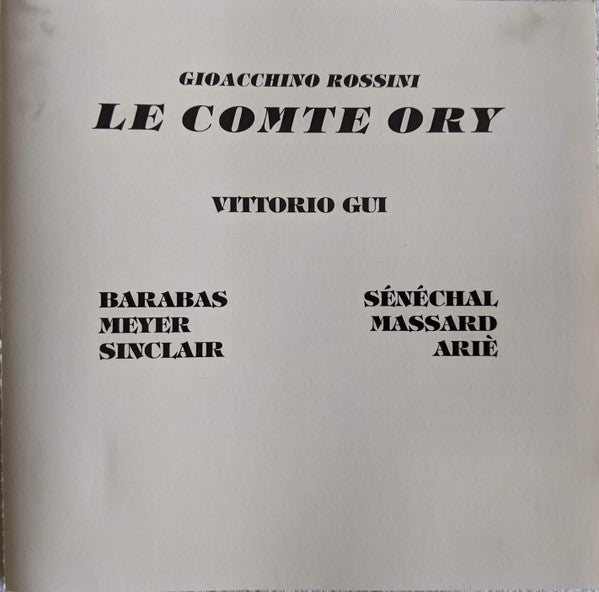 GIOACCHINO ROSSINI
LE COMTE ORY
VITTORIO GUI
BARABAS SÉNÉCHAL
MEYER MASSARD
SINCLAIR ARIÈ